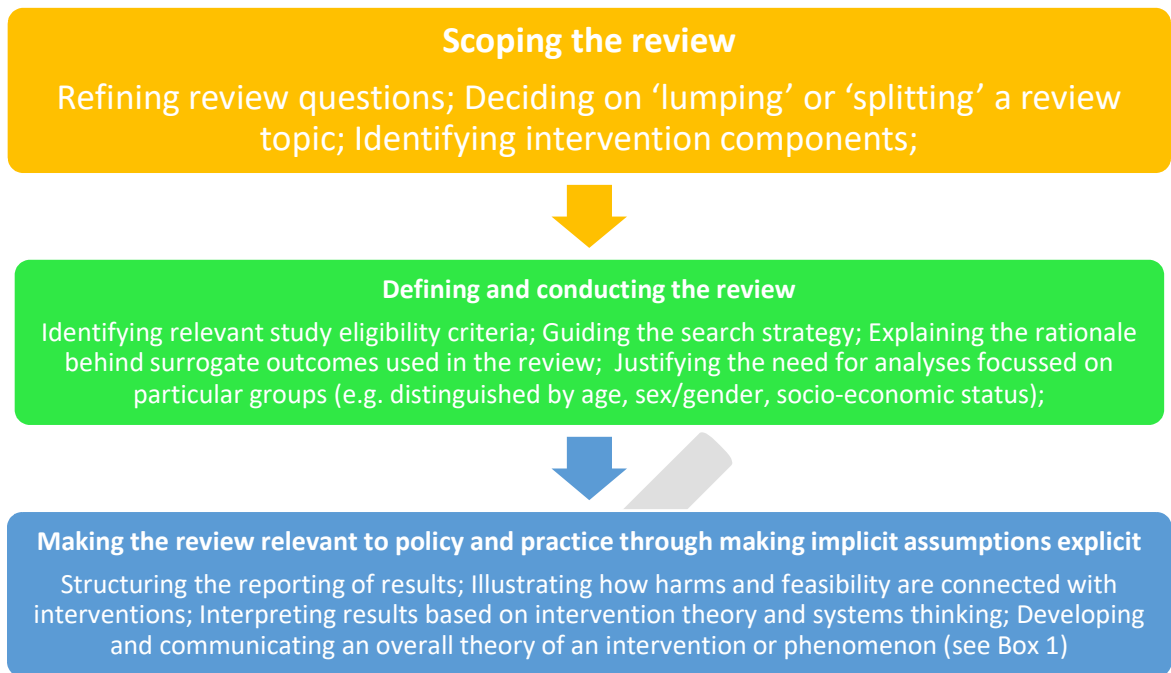 Scoping the review
Refining review questions; Deciding on ‘lumping’ or ‘splitting’ a review
topic; Identifying intervention components;
Defining and conducting the review
Identifying relevant study eligibility criteria; Guiding the search strategy; Explaining the rationale
behind surrogate outcomes used in the review;  Justifying the need for analyses focussed on
particular groups (e.g. distinguished by age, sex/gender, socio-economic status);
Making the review relevant to policy and practice through making implicit assumptions explicit
Structuring the reporting of results; Illustrating how harms and feasibility are connected with
interventions; Interpreting results based on intervention theory and systems thinking; Developing
and communicating an overall theory of an intervention or phenomenon (see Box 1)